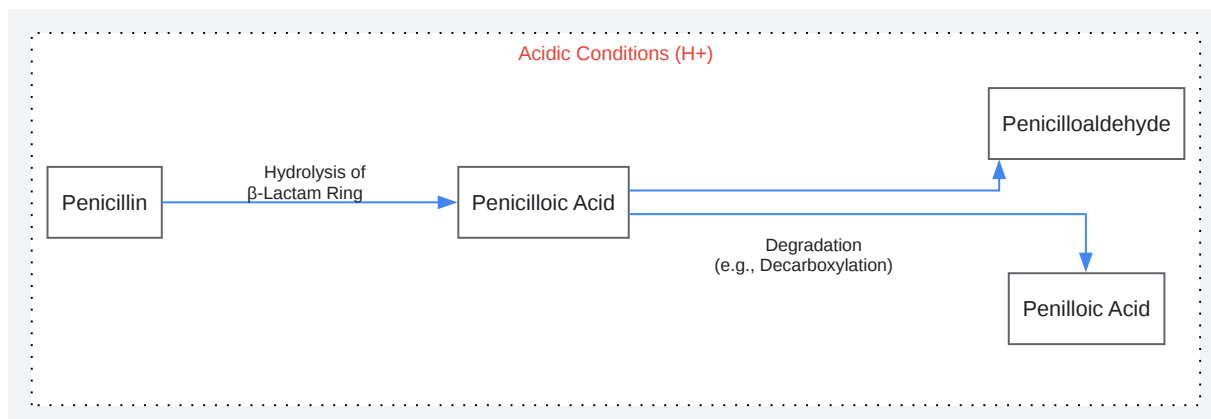 Acidic Conditions (H+)
Penicilloaldehyde
Hydrolysis of
β-Lactam Ring
Penicillin
Penicilloic Acid
Degradation
(e.g., Decarboxylation)
Penilloic Acid